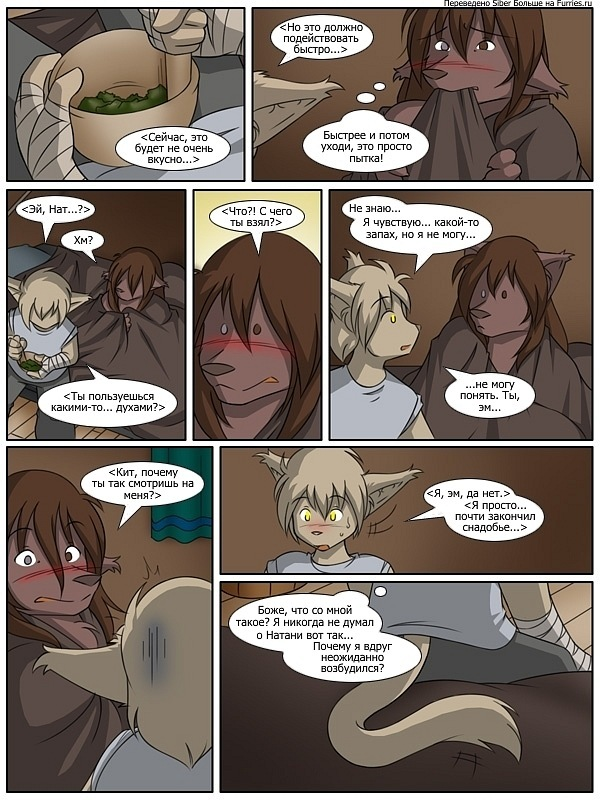 Переведено Siber Больше на Furries.ru
<Сейчас, это
будет не очень
вкусно...>
<Но это должно
подействовать
быстро...>
Быстрее и потом
уходи, это просто
пытка!
<Эй, Нат...?>
Хм?
<Ты пользуешься
какими-то... духами?>
<Что?! С чего
ты взял?>
Не знаю...
Я чувствую... какой-то
запах, но я не могу...
...не могу
понять. Ты,
эм...
<Кит, почему
ты так смотришь на
меня?>
<Я, эм, да нет.>
<Я просто...
почти закончил
снадобье...>
Боже, что со мной
такое? Я никогда не думал
о Натани вот так...
Почему я вдруг
неожиданно
возбудился?